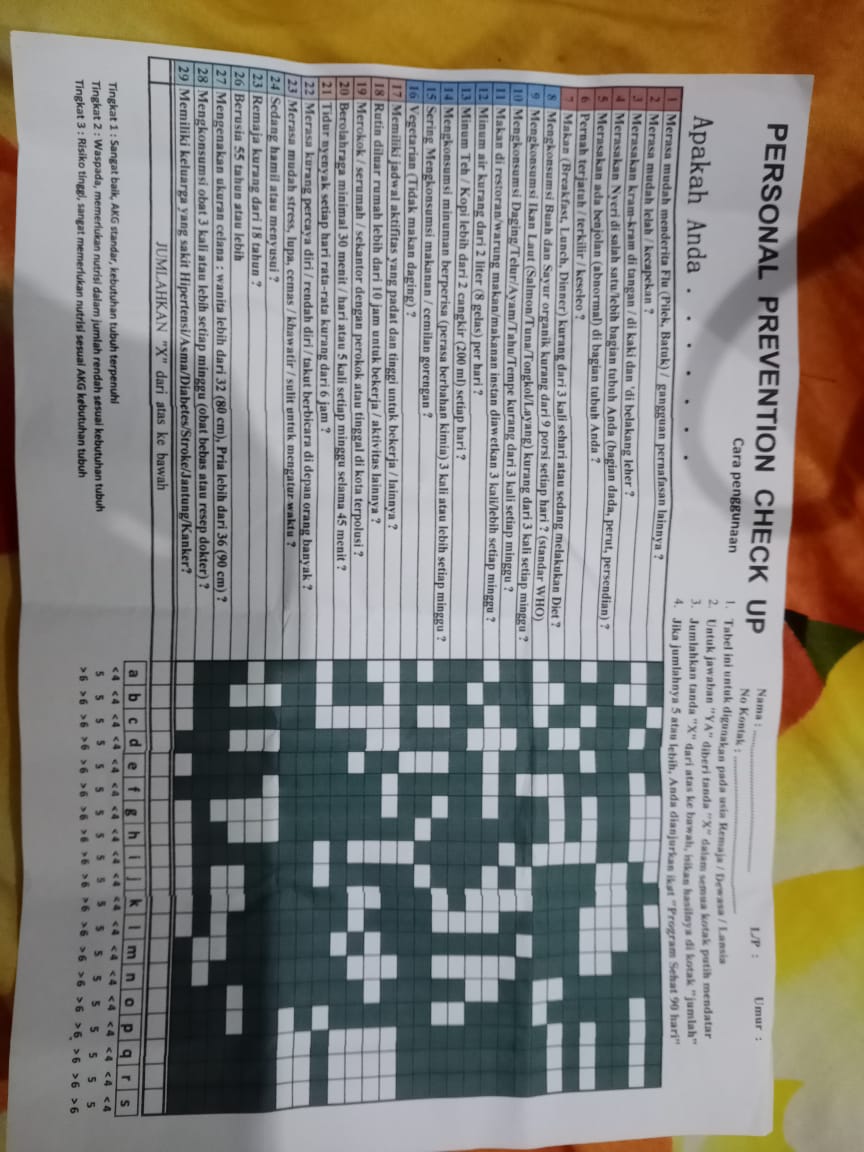 PERSONAL PREVENTION CHECK UP
Nama : L/P : Umur :
No Kontak :
Cara penggunaan
1. Tabel ini untuk digunakan pada usia Remaja / Dewasa / Lansia
2. Untuk jawaban "YA" diberi tanda "X" dalam semua kotak putih mendatar
3. Jumlahkan tanda "X" dari atas ke bawah, isikan hasilnya di kotak "jumlah"
4. Jika jumlahnya 5 atau lebih, Anda dianjurkan ikut "Program Sehat 90 hari"
Apakah Anda . . . . . . .
1 Merasa mudah menderita Flu (Pilek, Batuk) / gangguan pernafasan lainnya ?
2 Merasa mudah lelah / kecapekan ?
3 Merasakan kram-kram di tangan / di kaki dan 'di belakang leher ?
4 Merasakan Nyeri di salah satu/lebih bagian tubuh Anda (bagian dada, perut, persendian) ?
5 Merasakan ada benjolan (abnormal) di bagian tubuh Anda ?
6 Pernah terjatuh / terkilir / keseleo ?
7 Makan (Breakfast, Lunch, Dinner) kurang dari 3 kali sehari atau sedang melakukan Diet ?
8 Mengkonsumsi Buah dan Sayur organik kurang dari 9 porsi setiap hari ? (standar WHO)
9 Mengkonsumsi Ikan Laut (Salmon/Tuna/Tongkol/Layang) kurang dari 3 kali setiap minggu ?
10 Mengkonsumsi Daging/Telur/Ayam/Tahu/Tempe kurang dari 3 kali setiap minggu ?
11 Makan di restoran/warung makan/makanan instan diawetkan 3 kali/lebih setiap minggu ?
12 Minum air kurang dari 2 liter (8 gelas) per hari ?
13 Minum Teh / Kopi lebih dari 2 cangkir (200 ml) setiap hari ?
14 Mengkonsumsi minuman berperisa (perasa berbahan kimia) 3 kali atau lebih setiap minggu ?
15 Sering Mengkonsumsi makanan / cemilan gorengan ?
16 Vegetarian (Tidak makan daging) ?
17 Memiliki jadwal aktifitas yang padat dan tinggi untuk bekerja / lainnya ?
18 Rutin diluar rumah lebih dari 10 jam untuk bekerja / aktivitas lainnya ?
19 Merokok / serumah / sekantor dengan perokok atau tinggal di kota terpolusi ?
20 Berolahraga minimal 30 menit / hari atau 5 kali setiap minggu selama 45 menit ?
21 Tidur nyenyak setiap hari rata-rata kurang dari 6 jam ?
22 Merasa kurang percaya diri / rendah diri / takut berbicara di depan orang banyak ?
23 Merasa mudah stress, lupa, cemas / khawatir / sulit untuk mengatur waktu ?
24 Sedang hamil atau menyusui ?
23 Remaja kurang dari 18 tahun ?
26 Berusia 55 tahun atau lebih
27 Mengenakan ukuran celana : wanita lebih dari 32 (80 cm), Pria lebih dari 36 (90 cm) ?
28 Mengkonsumsi obat 3 kali atau lebih setiap minggu (obat bebas atau resep dokter) ?
29 Memiliki keluarga yang sakit Hipertensi/Asma/Diabetes/Stroke/Jantung/Kanker?
JUMLAHKAN "X" dari atas ke bawah
a b c d e f g h i j k l m n o p q r s
<4 <4 <4 <4 <4 <4 <4 <4 <4 <4 <4 <4 <4 <4 <4 <4 <4 <4 <4
5 5 5 5 5 5 5 5 5 5 5 5 5 5 5 5 5 5 5
>6 >6 >6 >6 >6 >6 >6 >6 >6 >6 >6 >6 >6 >6 >6 >6 >6 >6 >6
Tingkat 1 : Sangat baik, AKG standar, kebutuhan tubuh terpenuhi
Tingkat 2 : Waspada, memerlukan nutrisi dalam jumlah rendah sesuai kebutuhan tubuh
Tingkat 3 : Risiko tinggi, sangat memerlukan nutrisi sesuai AKG kebutuhan tubuh